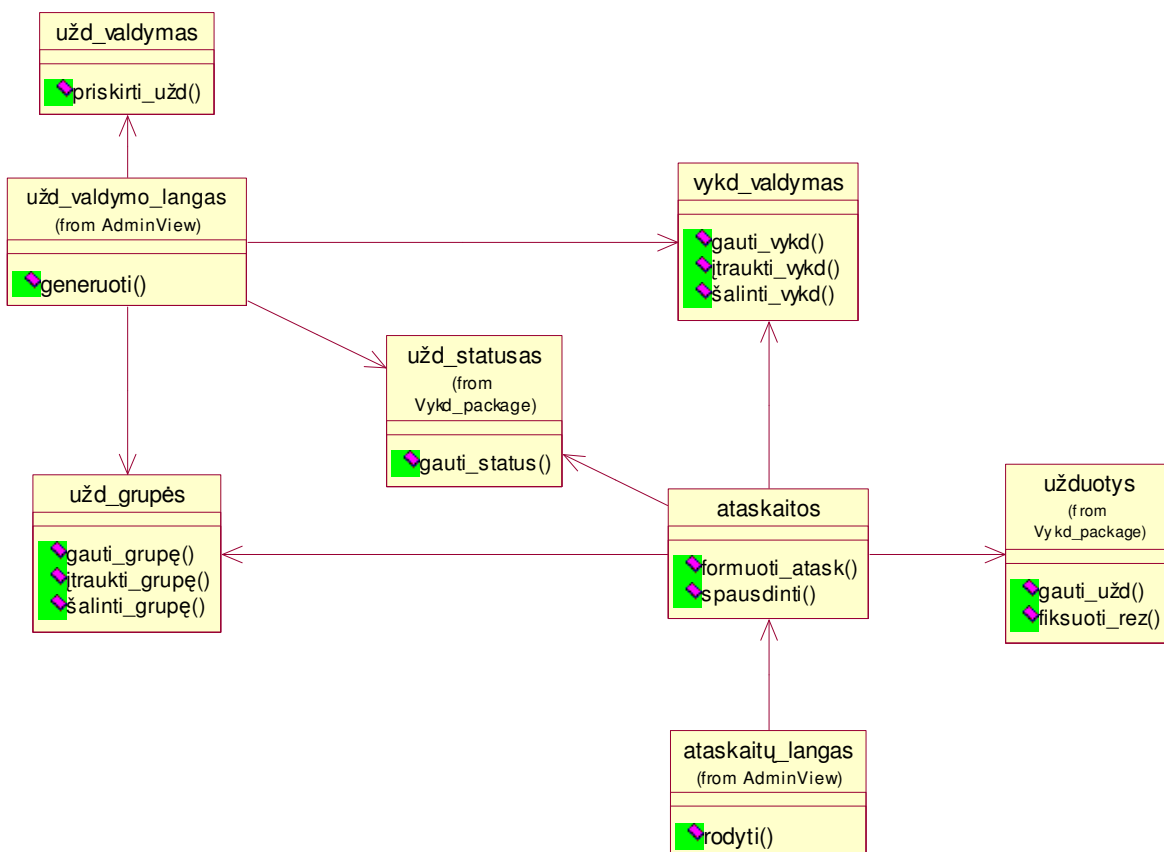 užd_valdymas
priskirti_užd()
užd_valdymo_langas
(from AdminView)
generuoti()
vykd_valdymas
gauti_vykd()
įtraukti_vykd()
šalinti_vykd()
užd_statusas
(from
Vykd_package)
gauti_status()
užd_grupės
gauti_grupę()
įtraukti_grupę()
šalinti_grupę()
ataskaitos
formuoti_atask()
spausdinti()
užduotys
(from
Vykd_package)
gauti_užd()
fiksuoti_rez()
ataskaitų_langas
(from AdminView)
rodyti()